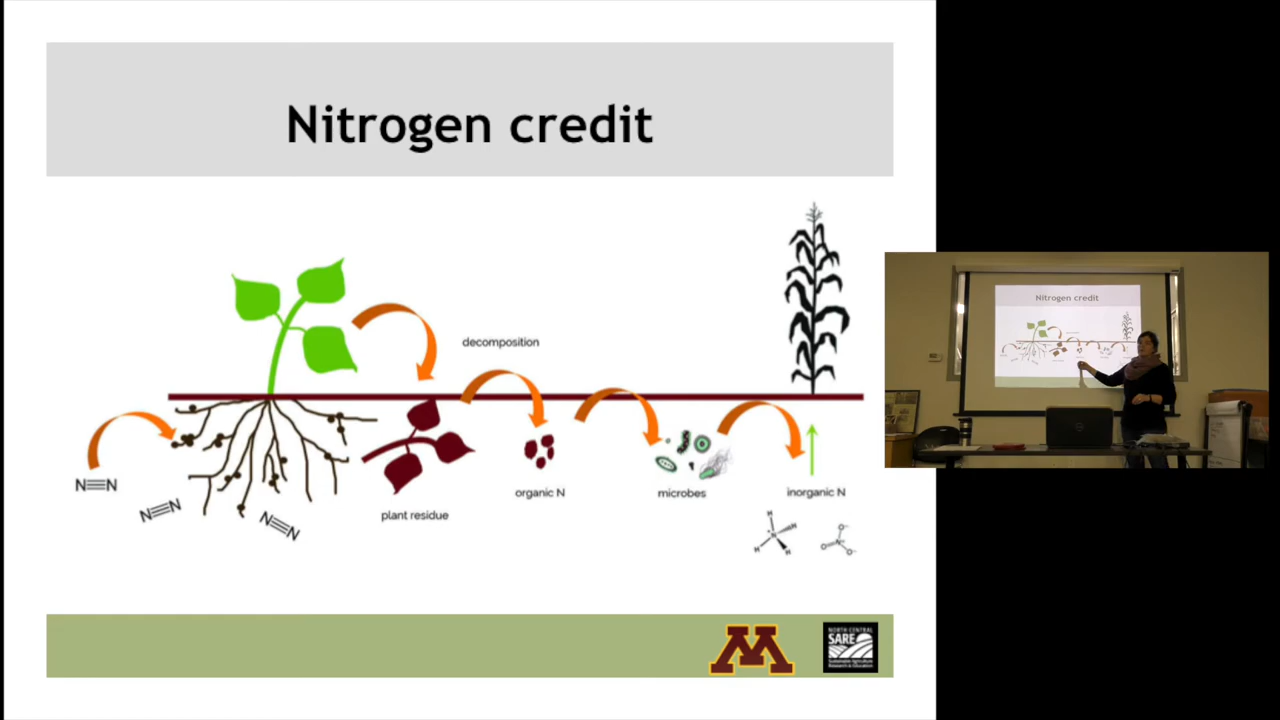 Nitrogen credit
decomposition
N≡N
N≡N
N≡N
plant residue
organic N
microbes
inorganic N
H
H
N⁺
H
H
O⁻
N⁺
O
O⁻
NORTH CENTRAL
SARE
Sustainable Agriculture
Research & Education
Nitrogen credit